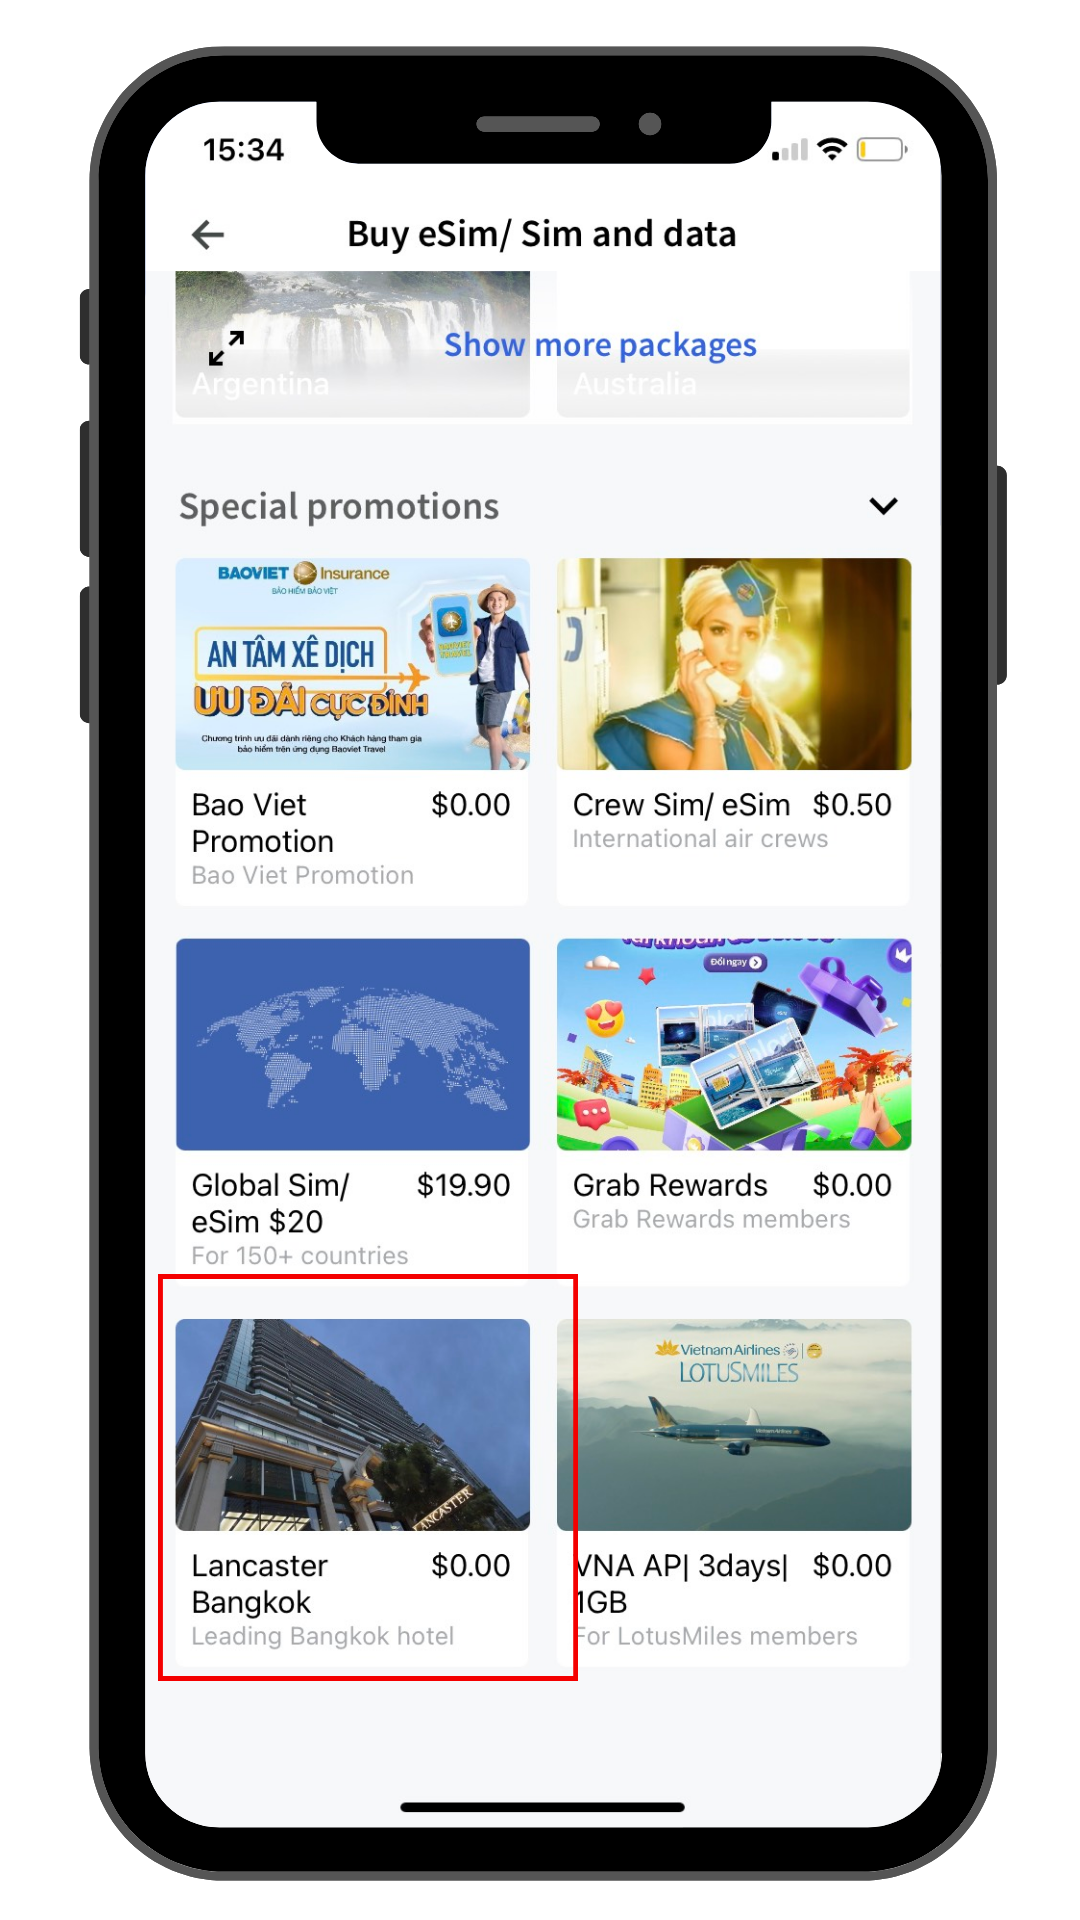 15:34
Buy eSim/ Sim and data
Show more packages
Argentina
Australia
Special promotions
BAOVIET Insurance
BẢO HIỂM BẢO VIỆT
AN TÂM XÊ DỊCH
ƯU ĐÃI CỰC ĐỈNH
Chương trình ưu đãi dành riêng cho Khách hàng tham gia
bảo hiểm trên ứng dụng Baoviet Travel
Bao Viet $0.00
Promotion
Bao Viet Promotion
Crew Sim/ eSim $0.50
International air crews
Đổi ngay
Global Sim/ $19.90
eSim $20
For 150+ countries
Grab Rewards $0.00
Grab Rewards members
LANCASTER
Vietnam Airlines
LOTUSMILES
Vietnam Airlines
Lancaster $0.00
Bangkok
Leading Bangkok hotel
VNA AP| 3days| $0.00
1GB
For LotusMiles members